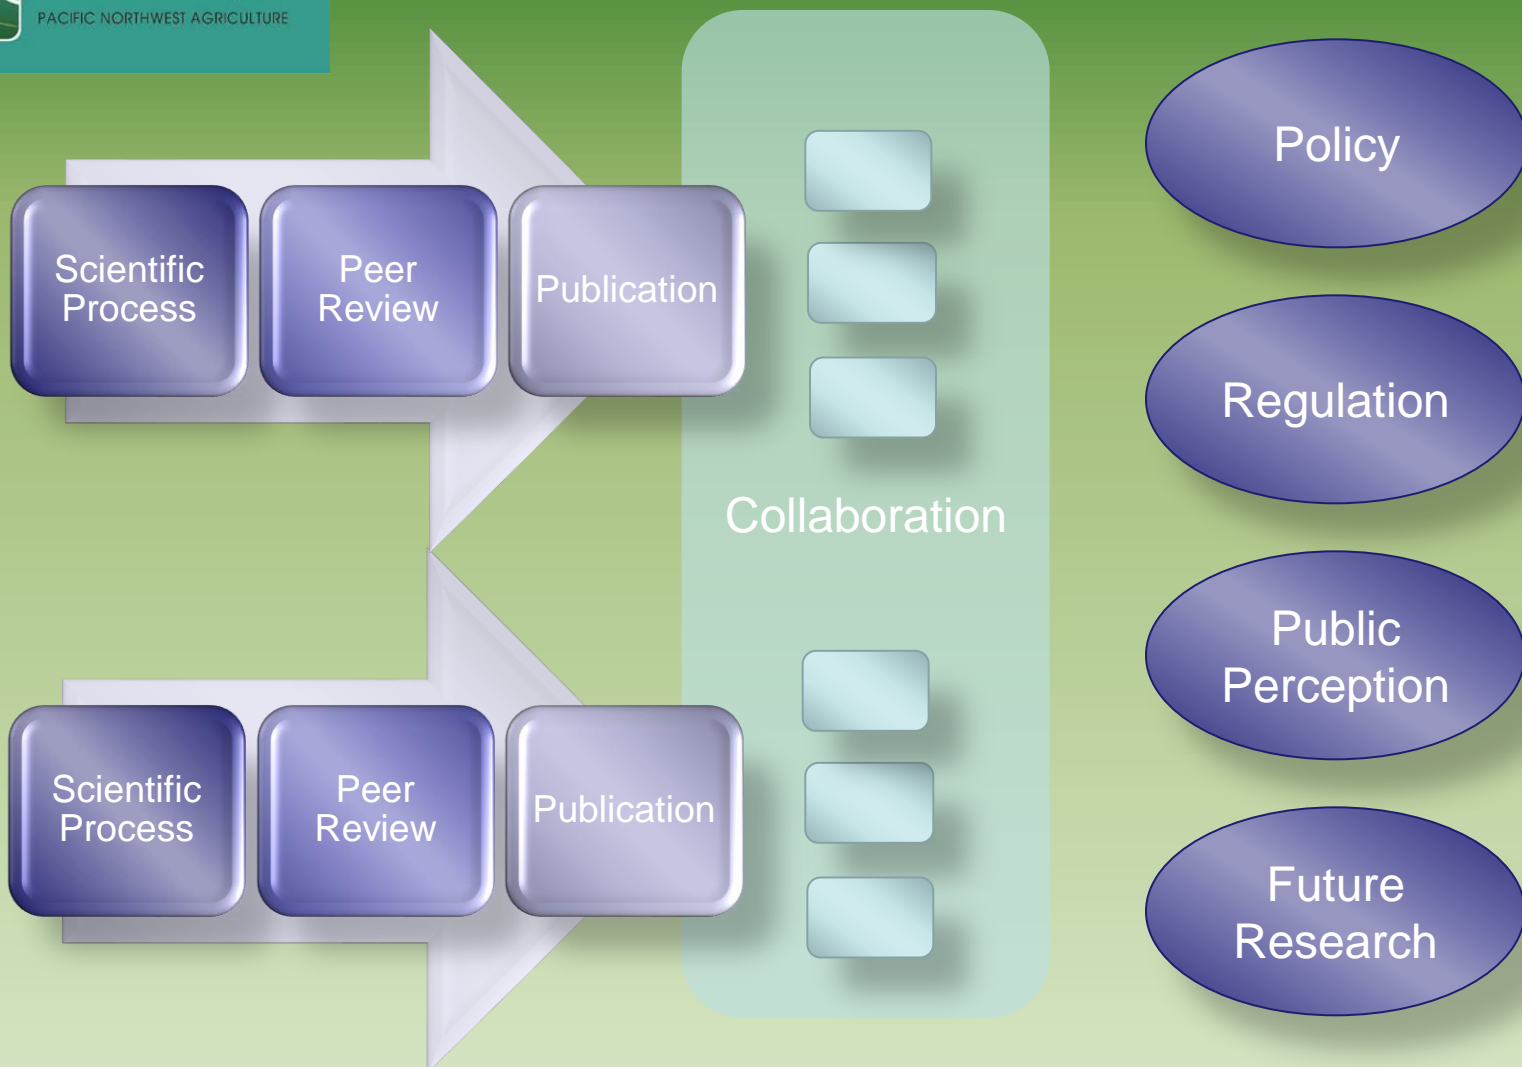 PACIFIC NORTHWEST AGRICULTURE
Scientific
Process
Peer
Review
Publication
Collaboration
Scientific
Process
Peer
Review
Publication
Policy
Regulation
Public
Perception
Future
Research